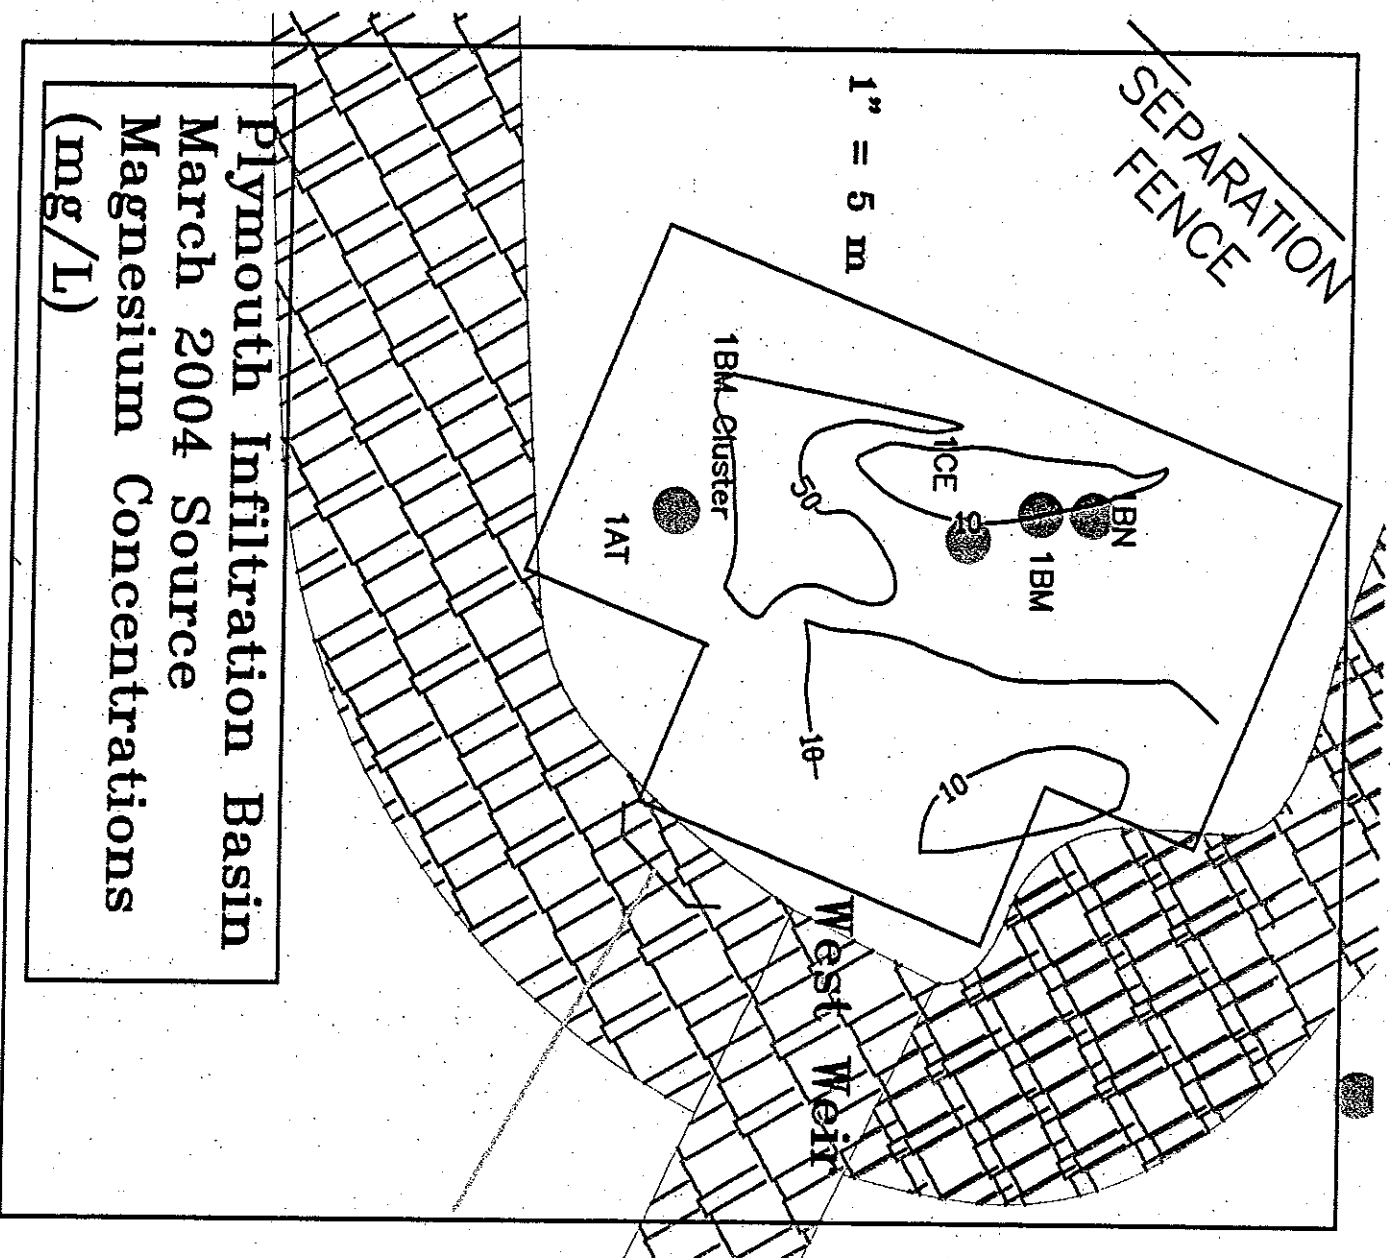 SEPARATION
FENCE
1" = 5 m
1BN
1BM
1CE
10
50
1BM Cluster
1AT
10
10
West Weir
Plymouth Infiltration Basin
March 2004 Source
Magnesium Concentrations
(mg/L)